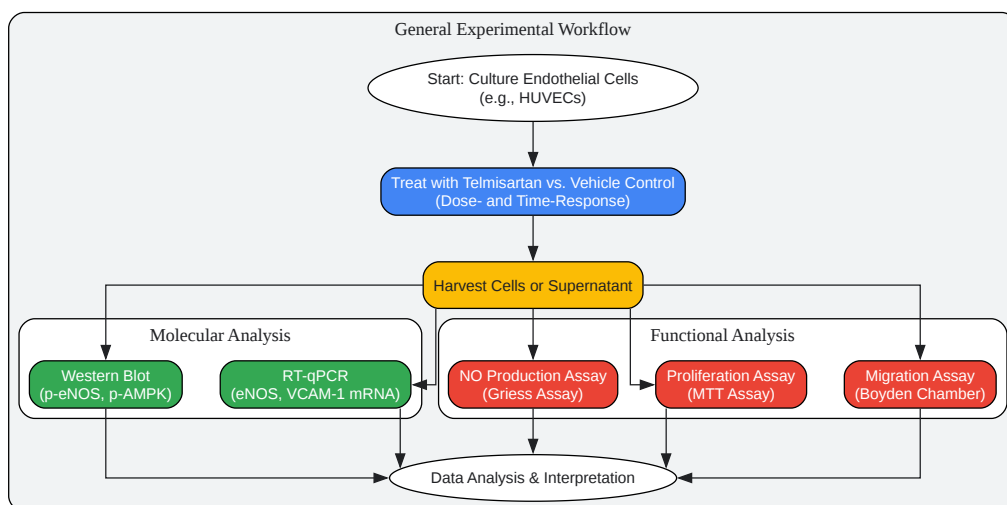 General Experimental Workflow
Start: Culture Endothelial Cells
(e.g., HUVECs)
Treat with Telmisartan vs. Vehicle Control
(Dose- and Time-Response)
Harvest Cells or Supernatant
Molecular Analysis
Functional Analysis
Western Blot
(p-eNOS, p-AMPK)
RT-qPCR
(eNOS, VCAM-1 mRNA)
NO Production Assay
(Griess Assay)
Proliferation Assay
(MTT Assay)
Migration Assay
(Boyden Chamber)
Data Analysis & Interpretation